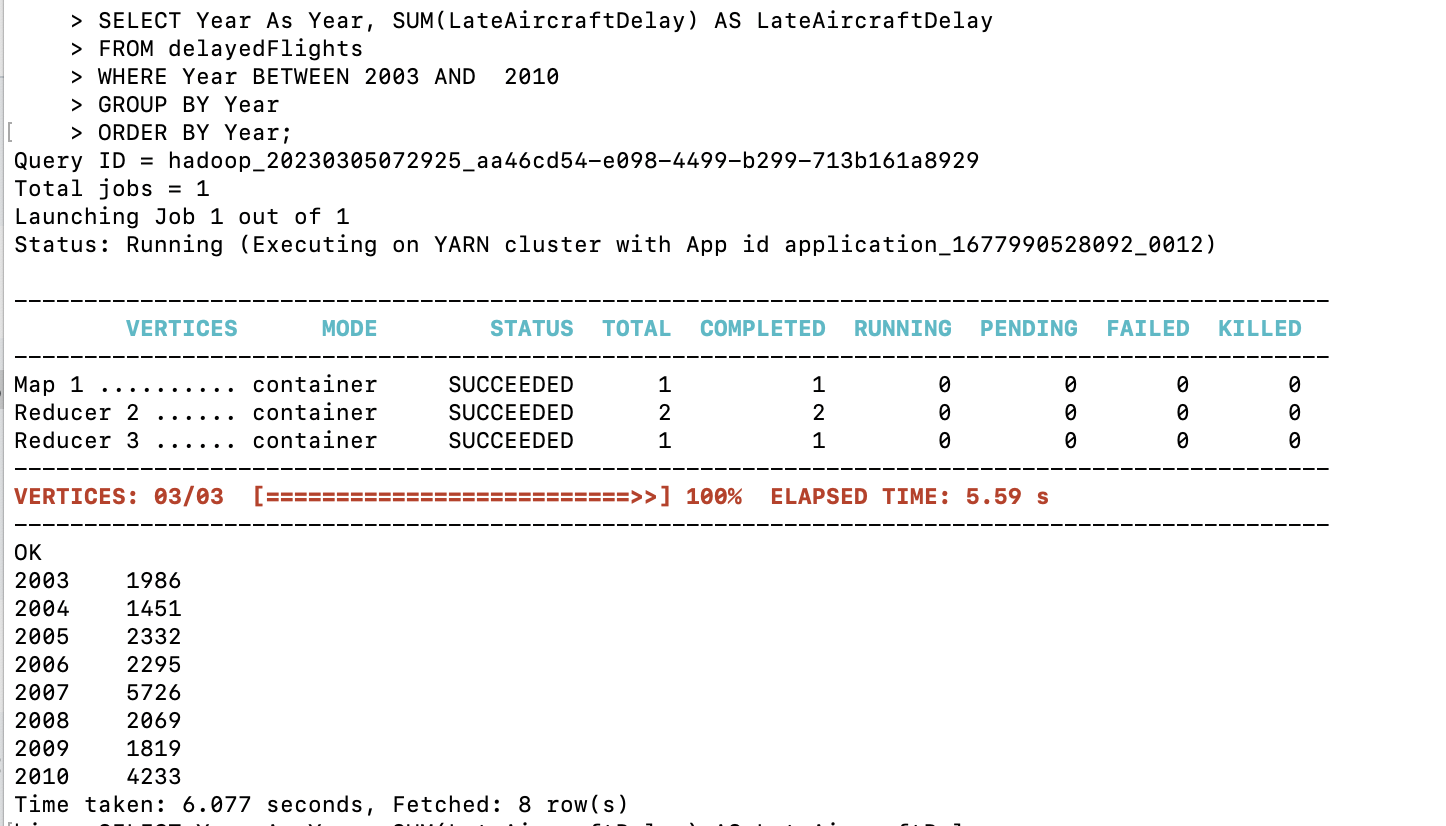 > SELECT Year As Year, SUM(LateAircraftDelay) AS LateAircraftDelay
> FROM delayedFlights
> WHERE Year BETWEEN 2003 AND  2010
> GROUP BY Year
[    > ORDER BY Year;
Query ID = hadoop_20230305072925_aa46cd54-e098-4499-b299-713b161a8929
Total jobs = 1
Launching Job 1 out of 1
Status: Running (Executing on YARN cluster with App id application_1677990528092_0012)
----------------------------------------------------------------------------------------------
        VERTICES      MODE        STATUS  TOTAL  COMPLETED  RUNNING  PENDING  FAILED  KILLED
----------------------------------------------------------------------------------------------
Map 1 .......... container     SUCCEEDED      1          1        0        0       0       0
Reducer 2 ...... container     SUCCEEDED      2          2        0        0       0       0
Reducer 3 ...... container     SUCCEEDED      1          1        0        0       0       0
----------------------------------------------------------------------------------------------
VERTICES: 03/03  [==========================>>] 100%  ELAPSED TIME: 5.59 s
----------------------------------------------------------------------------------------------
OK
2003    1986
2004    1451
2005    2332
2006    2295
2007    5726
2008    2069
2009    1819
2010    4233
Time taken: 6.077 seconds, Fetched: 8 row(s)